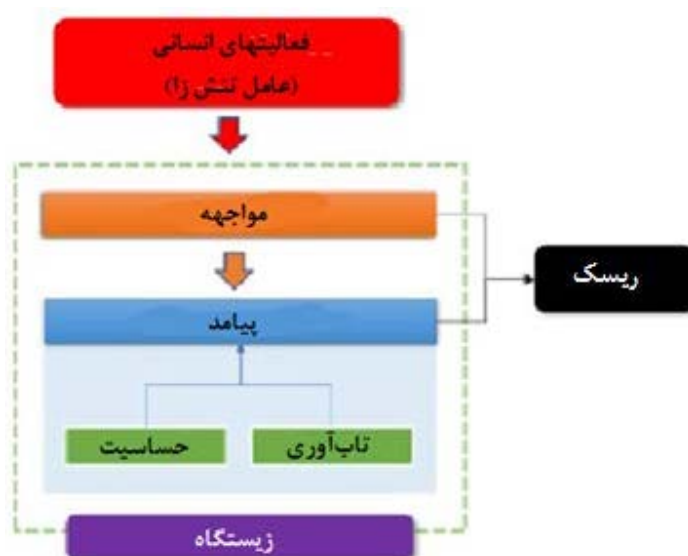 فعالیتهای انسانی
(عامل تنش زا)
مواجهه
ریسک
پیامد
تاب‌آوری
حساسیت
زیستگاه